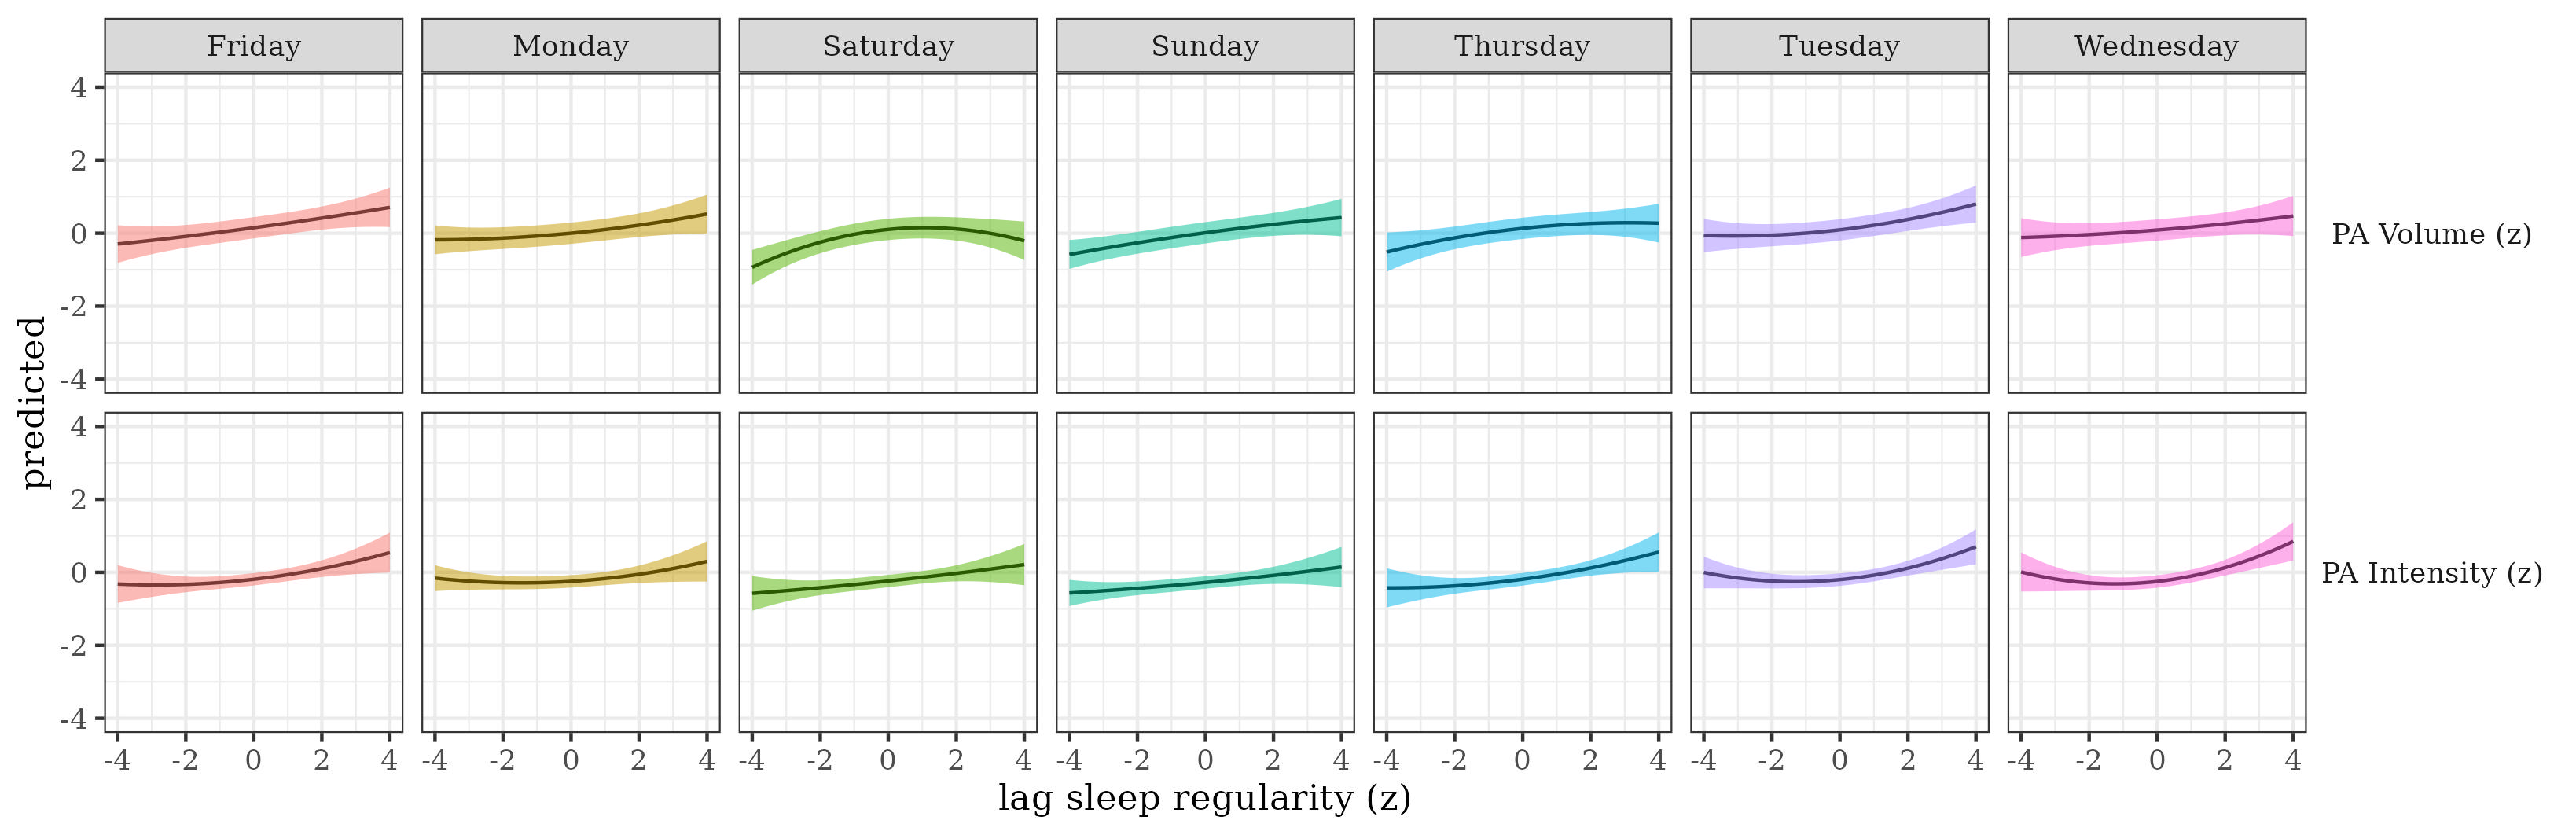 Friday Monday Saturday Sunday Thursday Tuesday Wednesday
4
2
0
-2
-4
PA Volume (z)
predicted
4
2
0
-2
-4
PA Intensity (z)
-4 -2 0 2 4 -4 -2 0 2 4 -4 -2 0 2 4 -4 -2 0 2 4 -4 -2 0 2 4 -4 -2 0 2 4 -4 -2 0 2 4
lag sleep regularity (z)